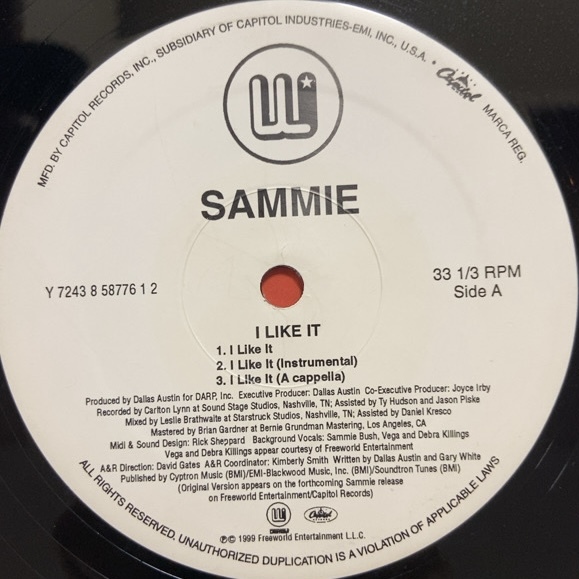 MFD. BY CAPITOL RECORDS, INC., SUBSIDIARY OF CAPITOL INDUSTRIES-EMI, INC., U.S.A. • Capitol MARCA REG.
SAMMIE
Y 7243 8 58776 1 2
33 1/3 RPM
Side A
I LIKE IT
1. I Like It
2. I Like It (Instrumental)
3. I Like It (A cappella)
Produced by Dallas Austin for DARP, Inc. Executive Producer: Dallas Austin Co-Executive Producer: Joyce Irby
Recorded by Carlton Lynn at Sound Stage Studios, Nashville, TN; Assisted by Ty Hudson and Jason Piske
Mixed by Leslie Brathwaite at Starstruck Studios, Nashville, TN; Assisted by Daniel Kresco
Mastered by Brian Gardner at Bernie Grundman Mastering, Los Angeles, CA
Midi & Sound Design: Rick Sheppard Background Vocals: Sammie Bush, Vega and Debra Killings
Vega and Debra Killings appear courtesy of Freeworld Entertainment
A&R Direction: David Gates A&R Coordinator: Kimberly Smith Written by Dallas Austin and Gary White
Published by Cyptron Music (BMI)/EMI-Blackwood Music, Inc. (BMI)/Soundtron Tunes (BMI)
(Original Version appears on the forthcoming Sammie release
on Freeworld Entertainment/Capitol Records)
Capitol
℗© 1999 Freeworld Entertainment L.L.C.
ALL RIGHTS RESERVED. UNAUTHORIZED DUPLICATION IS A VIOLATION OF APPLICABLE LAWS